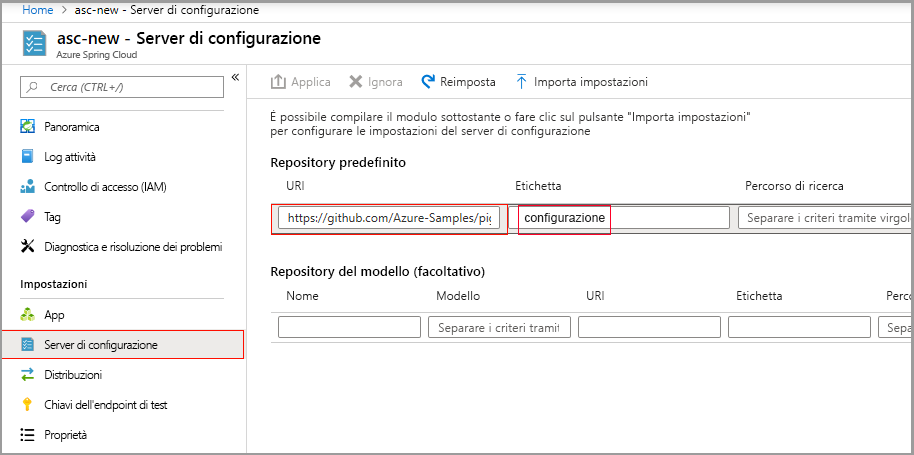 Home > asc-new - Server di configurazione
asc-new - Server di configurazione
Azure Spring Cloud
Cerca (CTRL+/)
«
Panoramica
Log attività
Controllo di accesso (IAM)
Tag
Diagnostica e risoluzione dei problemi
Impostazioni
App
Server di configurazione
Distribuzioni
Chiavi dell'endpoint di test
Proprietà
Applica Ignora Reimposta Importa impostazioni
È possibile compilare il modulo sottostante o fare clic sul pulsante "Importa impostazioni"
per configurare le impostazioni del server di configurazione
Repository predefinito
URI Etichetta Percorso di ricerca
https://github.com/Azure-Samples/pig configurazione Separare i criteri tramite virgol
Repository del modello (facoltativo)
Nome Modello URI Etichetta Perco
Separare i criteri tramit Sepa